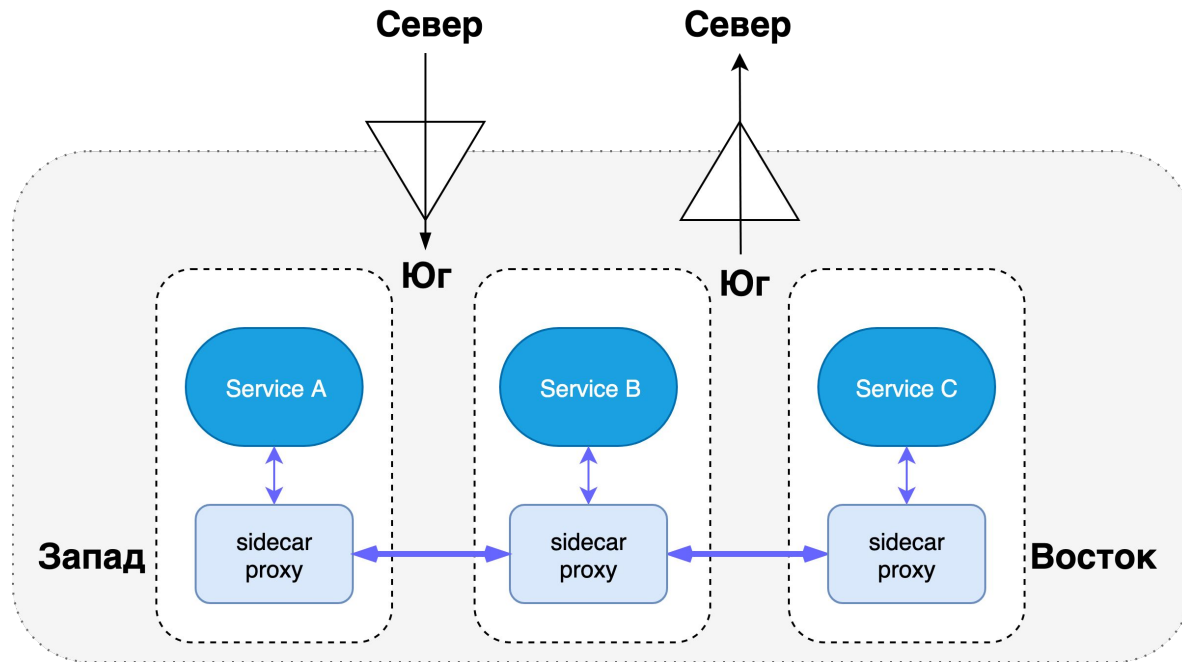 Север
Север
Юг
Юг
Service A
Service B
Service C
Запад
sidecar
proxy
sidecar
proxy
sidecar
proxy
Восток